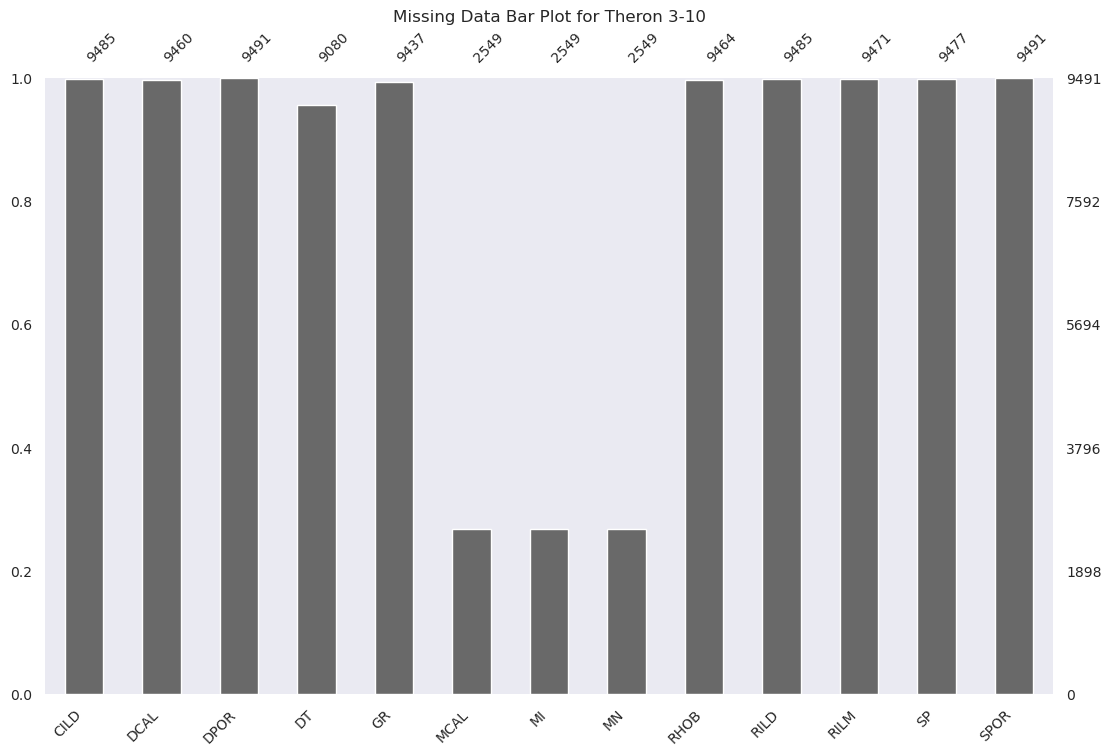 Missing Data Bar Plot for Theron 3-10
9485 9460 9491 9080 9437 2549 2549 2549 9464 9485 9471 9477 9491
1.0 9491
0.8 7592
0.6 5694
0.4 3796
0.2 1898
0.0 0
CILD DCAL DPOR DT GR MCAL MI MN RHOB RILD RILM SP SPOR